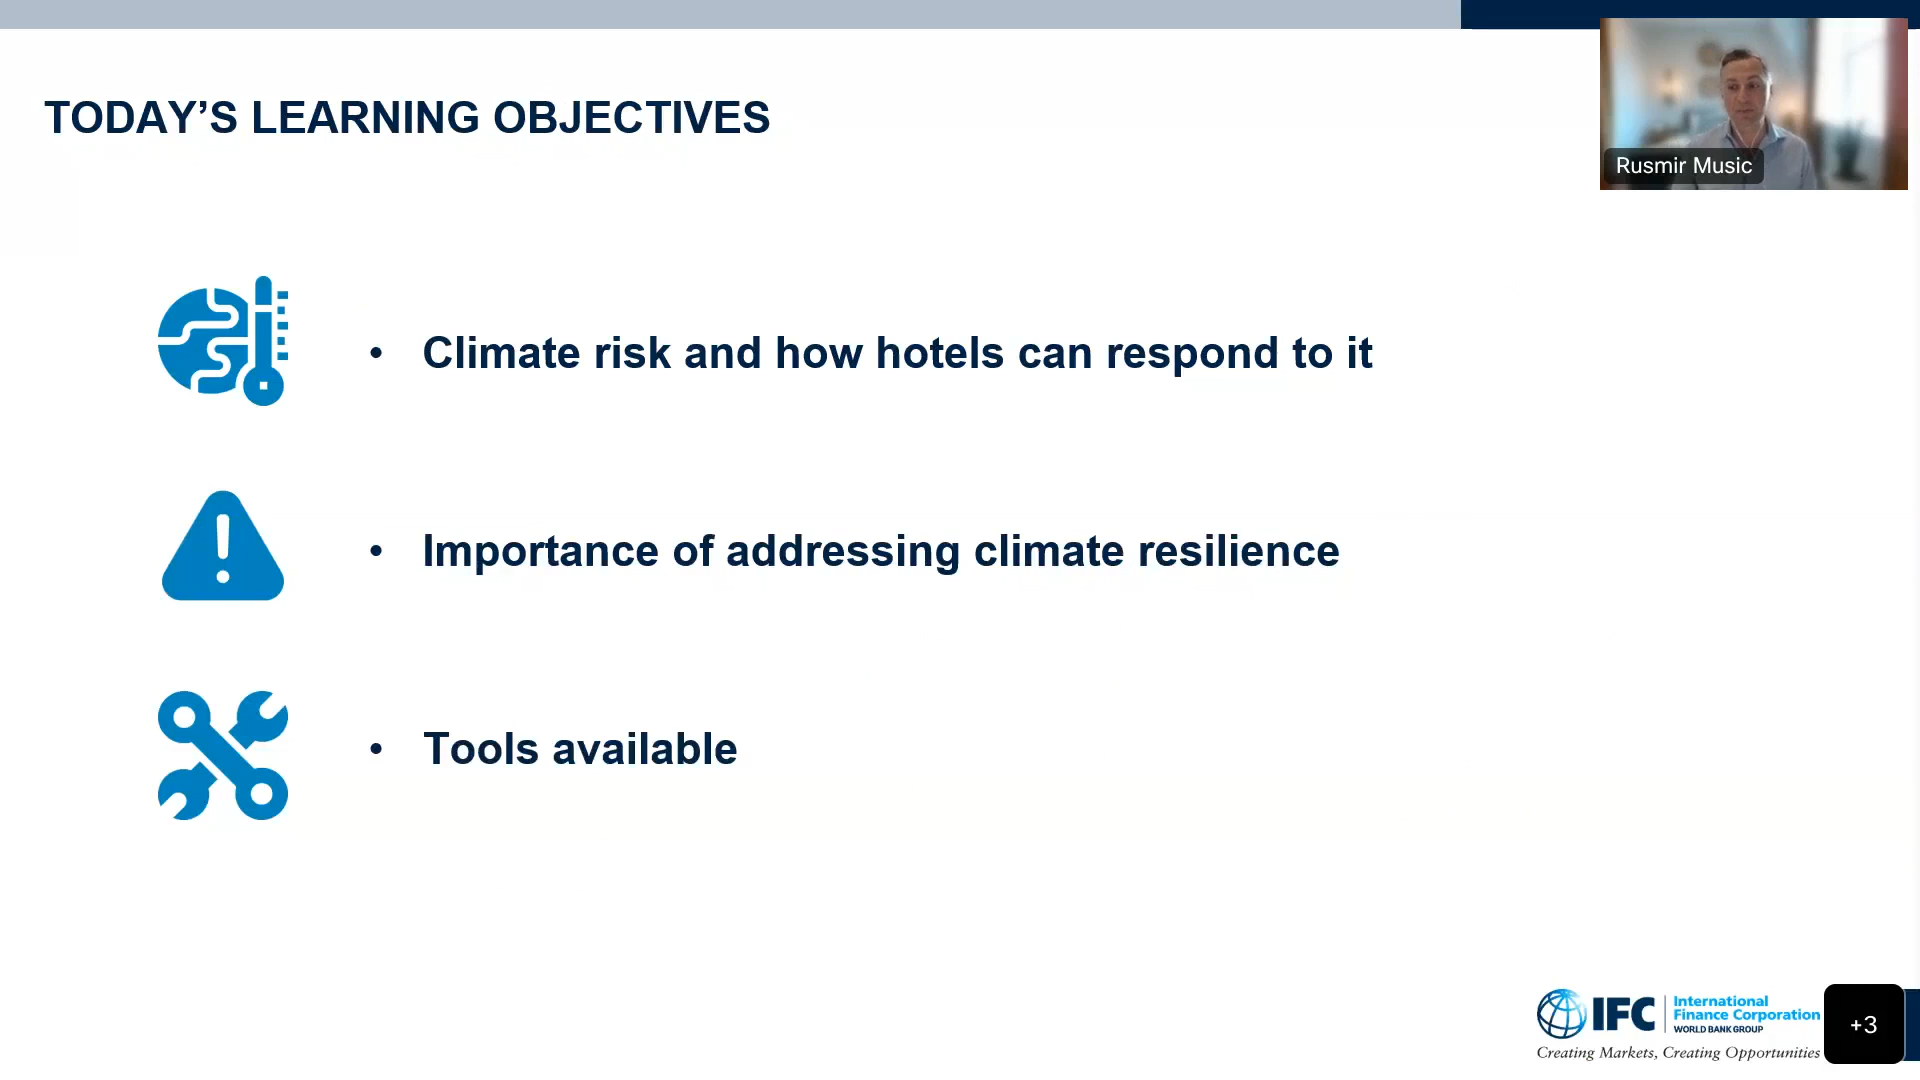 TODAY’S LEARNING OBJECTIVES
Rusmir Music
• Climate risk and how hotels can respond to it
• Importance of addressing climate resilience
• Tools available
IFC
International
Finance Corporation
WORLD BANK GROUP
Creating Markets, Creating Opportunities
+3